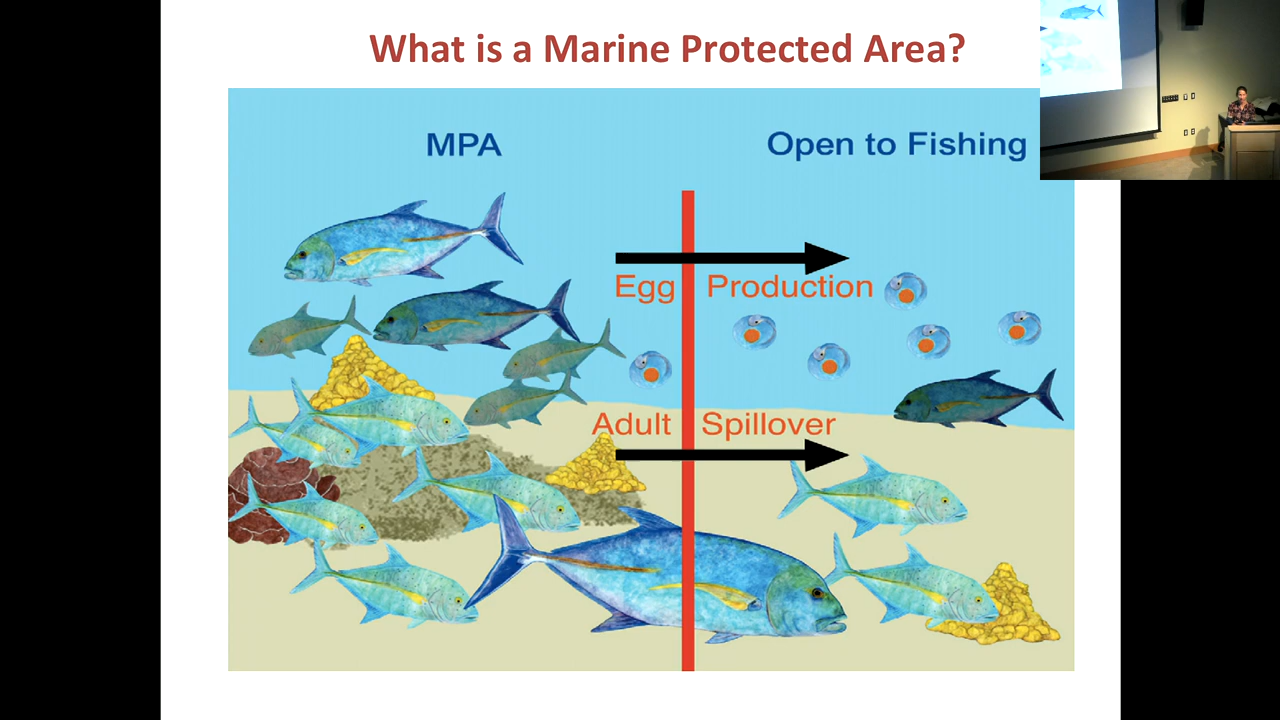 What is a Marine Protected Area?
MPA
Open to Fishing
Egg Production
Adult Spillover